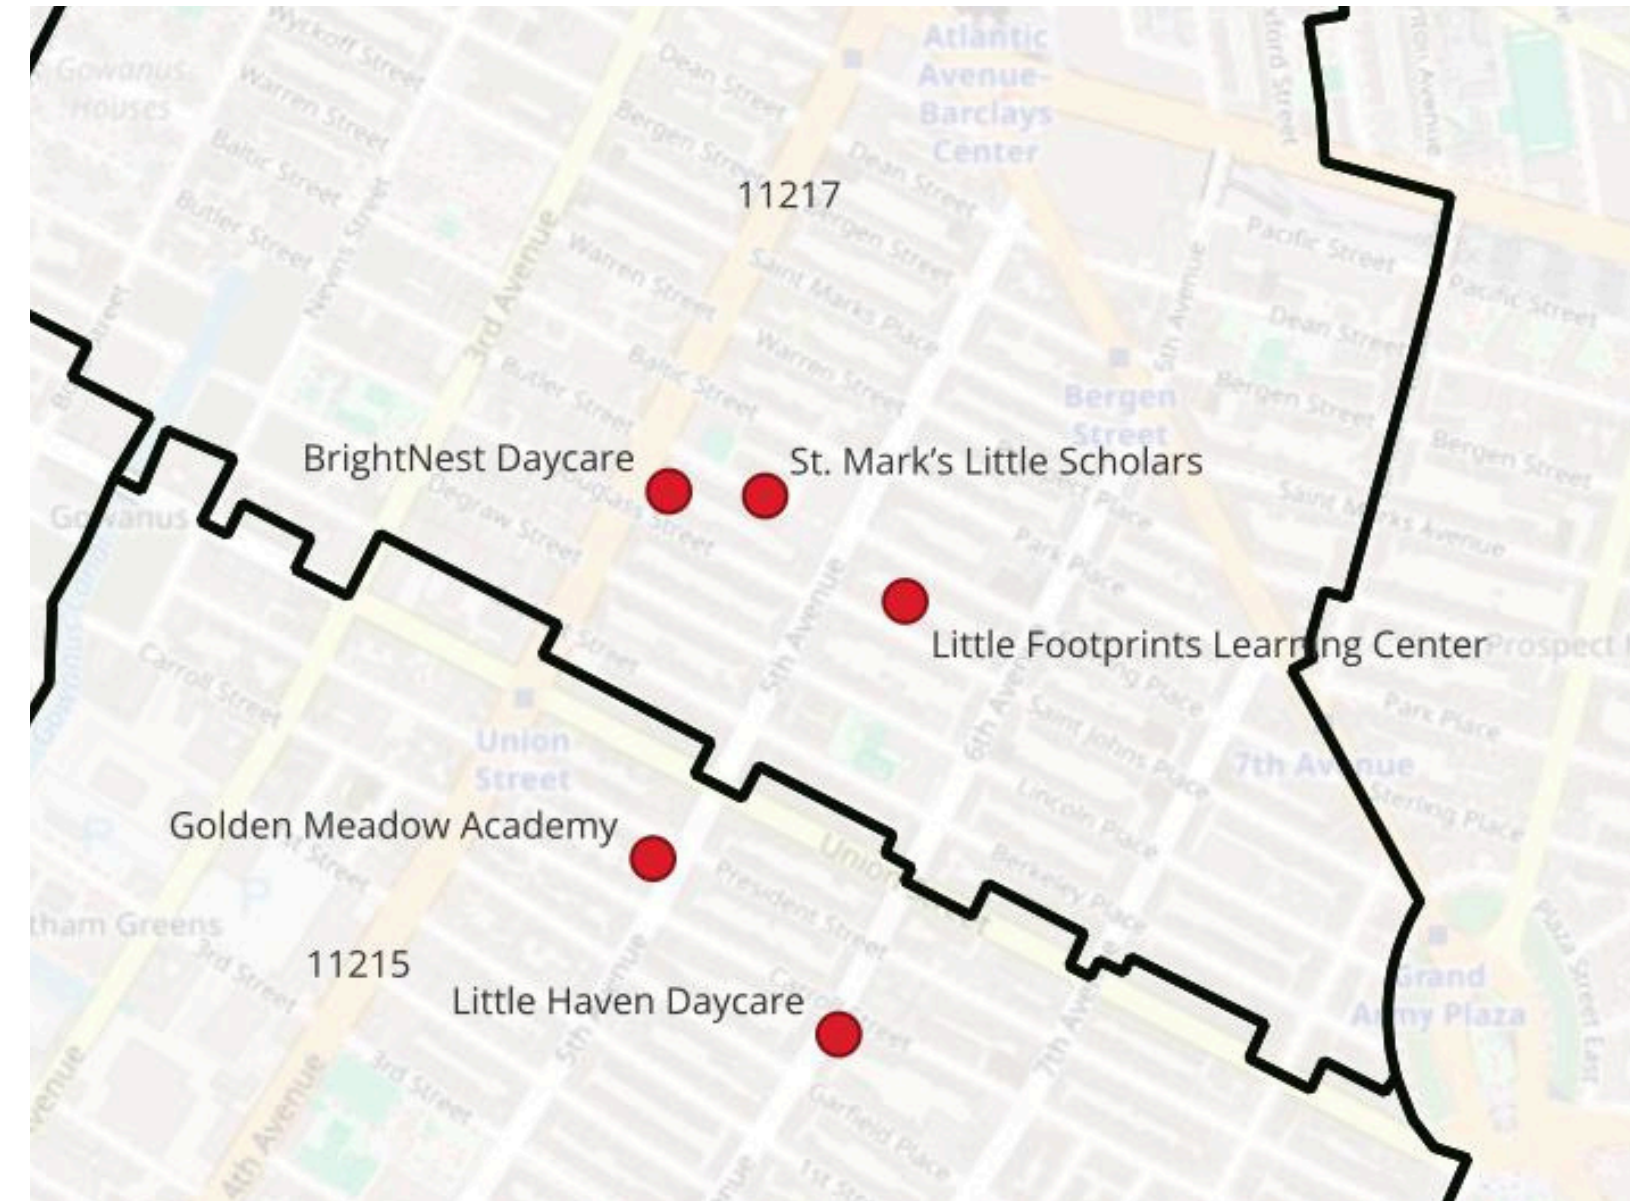 Wyckoff Street
Gowanus
Houses
Warren Street
Baltic Street
Butler Street
Nevins Street
3rd Avenue
Dean Street
Bergen Street
Atlantic
Avenue-
Barclays
Center
Dean Street
11217
Bergen Street
Warren Street
Saint Marks Place
Pacific Street
Pacific Street
6th Avenue
Dean Street
Baltic Street
Warren Street
Butler Street
Bergen
Street
Bergen Street
Bergen Street
BrightNest Daycare
St. Mark’s Little Scholars
Degraw Street
Douglass Street
Gowanus
Saint Marks Avenue
Park Place
5th Avenue
Little Footprints Learning Center
Prospect
Street
Carroll Street
6th Avenue
Saint Johns Place
Park Place
7th Avenue
Sterling Place
Lincoln Place
Union
Street
Golden Meadow Academy
Union
Berkeley Place
President Street
3rd Street
11215
Little Haven Daycare
Grand
Army Plaza
Plaza Street East
5th Avenue
7th Avenue
3rd Street
4th Avenue
Garfield Place